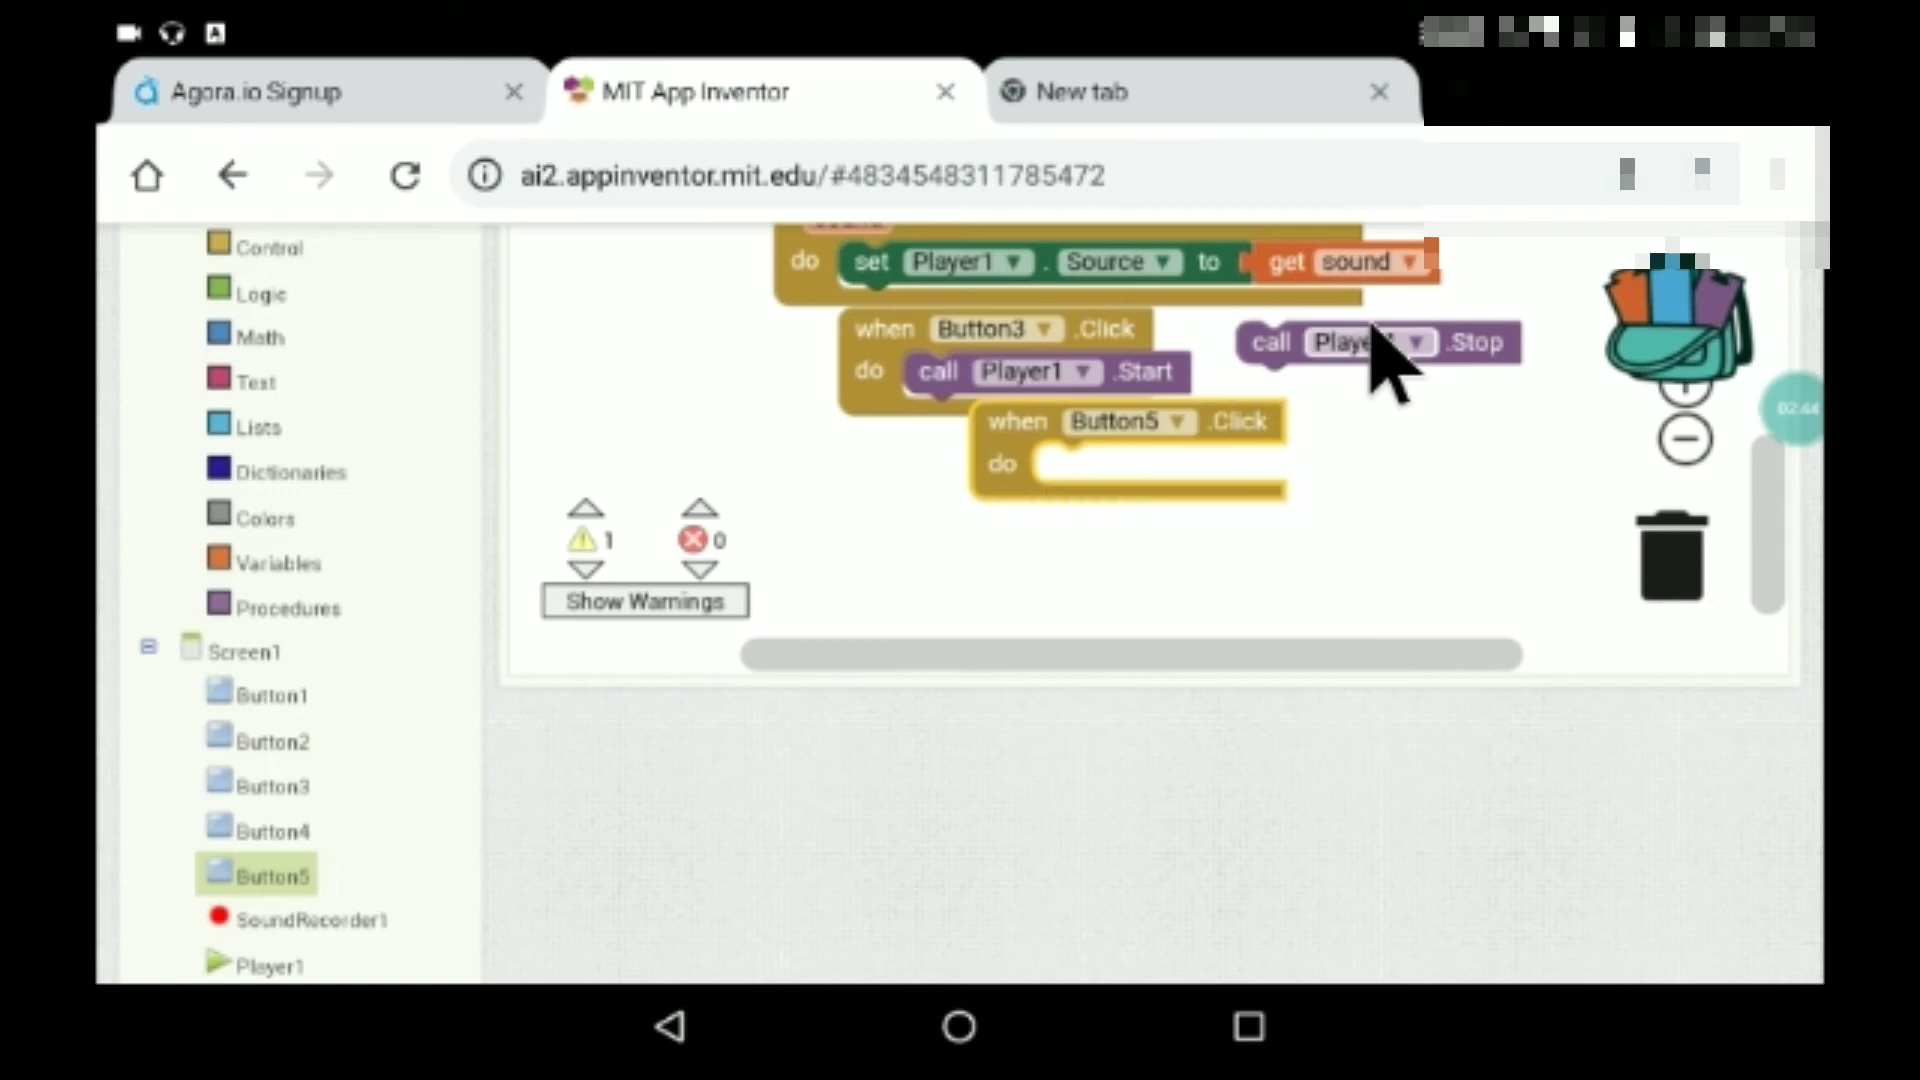 Agora.io Signup
MIT App Inventor
New tab
ai2.appinventor.mit.edu/#4834548311785472
Control
Logic
Math
Text
Lists
Dictionaries
Colors
Variables
Procedures
Screen1
Button1
Button2
Button3
Button4
Button5
SoundRecorder1
Player1
do set Player1 . Source to get sound
when Button3 .Click
do call Player1 .Start
call .Stop
when Button5 .Click
do
1 0
Show Warnings
02:44